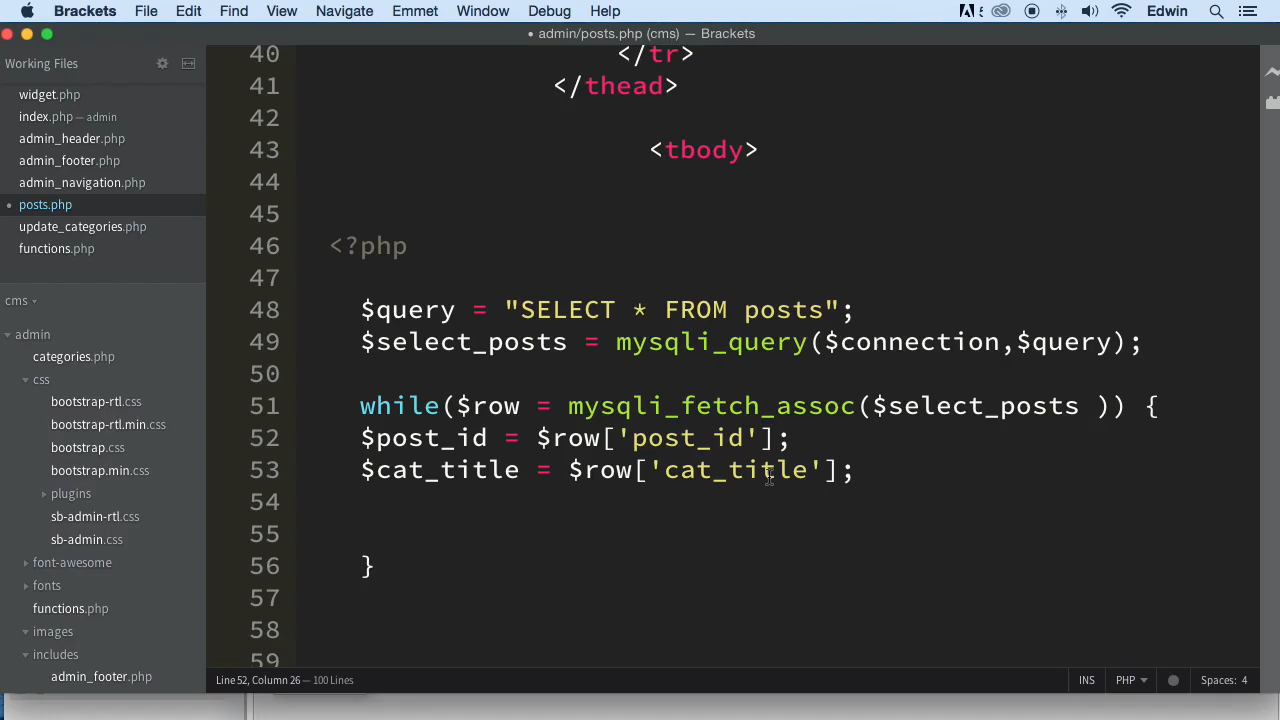 Brackets File Edit Find View Navigate Emmet Window Debug Help 5 Edwin
• admin/posts.php (cms) — Brackets
Working Files
widget.php
index.php — admin
admin_header.php
admin_footer.php
admin_navigation.php
posts.php
update_categories.php
functions.php
cms
admin
categories.php
css
bootstrap-rtl.css
bootstrap-rtl.min.css
bootstrap.css
bootstrap.min.css
plugins
sb-admin-rtl.css
sb-admin.css
font-awesome
fonts
functions.php
images
includes
admin_footer.php
40 </tr>
41 </thead>
42
43 <tbody>
44
45
46 <?php
47
48 $query = "SELECT * FROM posts";
49 $select_posts = mysqli_query($connection,$query);
50
51 while($row = mysqli_fetch_assoc($select_posts )) {
52 $post_id = $row['post_id'];
53 $cat_title = $row['cat_title'];
54
55
56 }
57
58
59
Line 52, Column 26 — 100 Lines INS PHP Spaces: 4